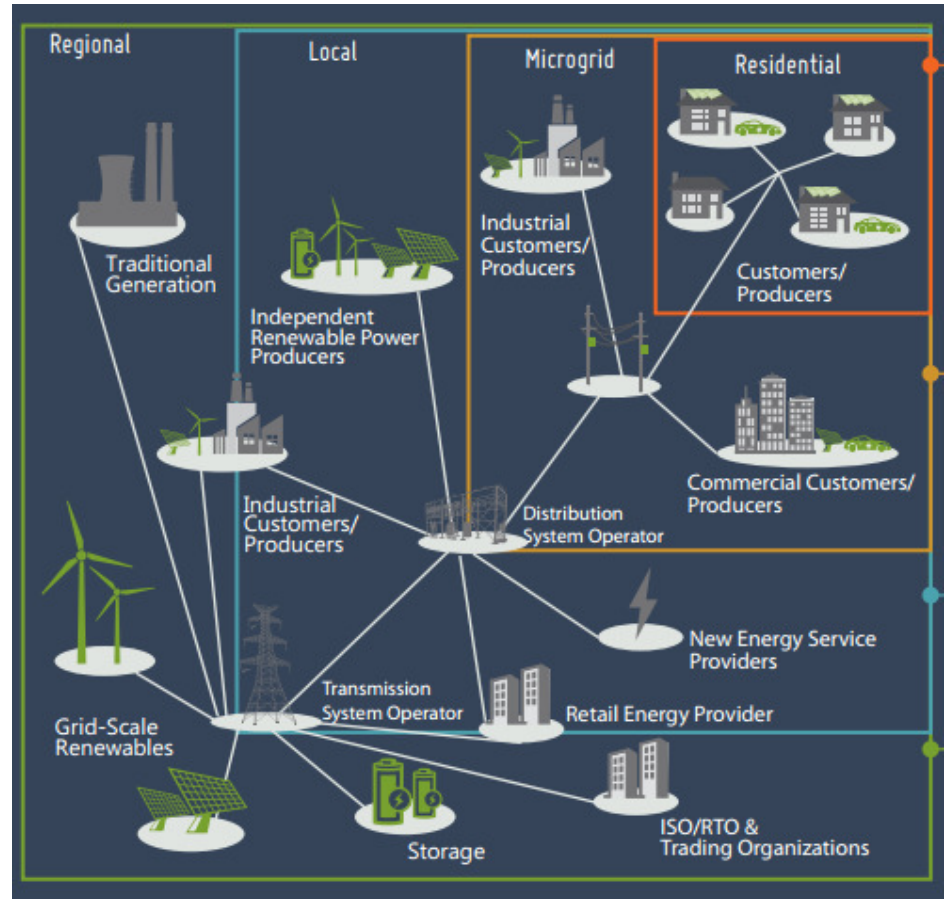 Regional
Local
Microgrid
Residential
Traditional
Generation
Independent
Renewable Power
Producers
Industrial
Customers/
Producers
Customers/
Producers
Industrial
Customers/
Producers
Distribution
System Operator
Commercial Customers/
Producers
New Energy Service
Providers
Transmission
System Operator
Retail Energy Provider
Grid-Scale
Renewables
Storage
ISO/RTO &
Trading Organizations